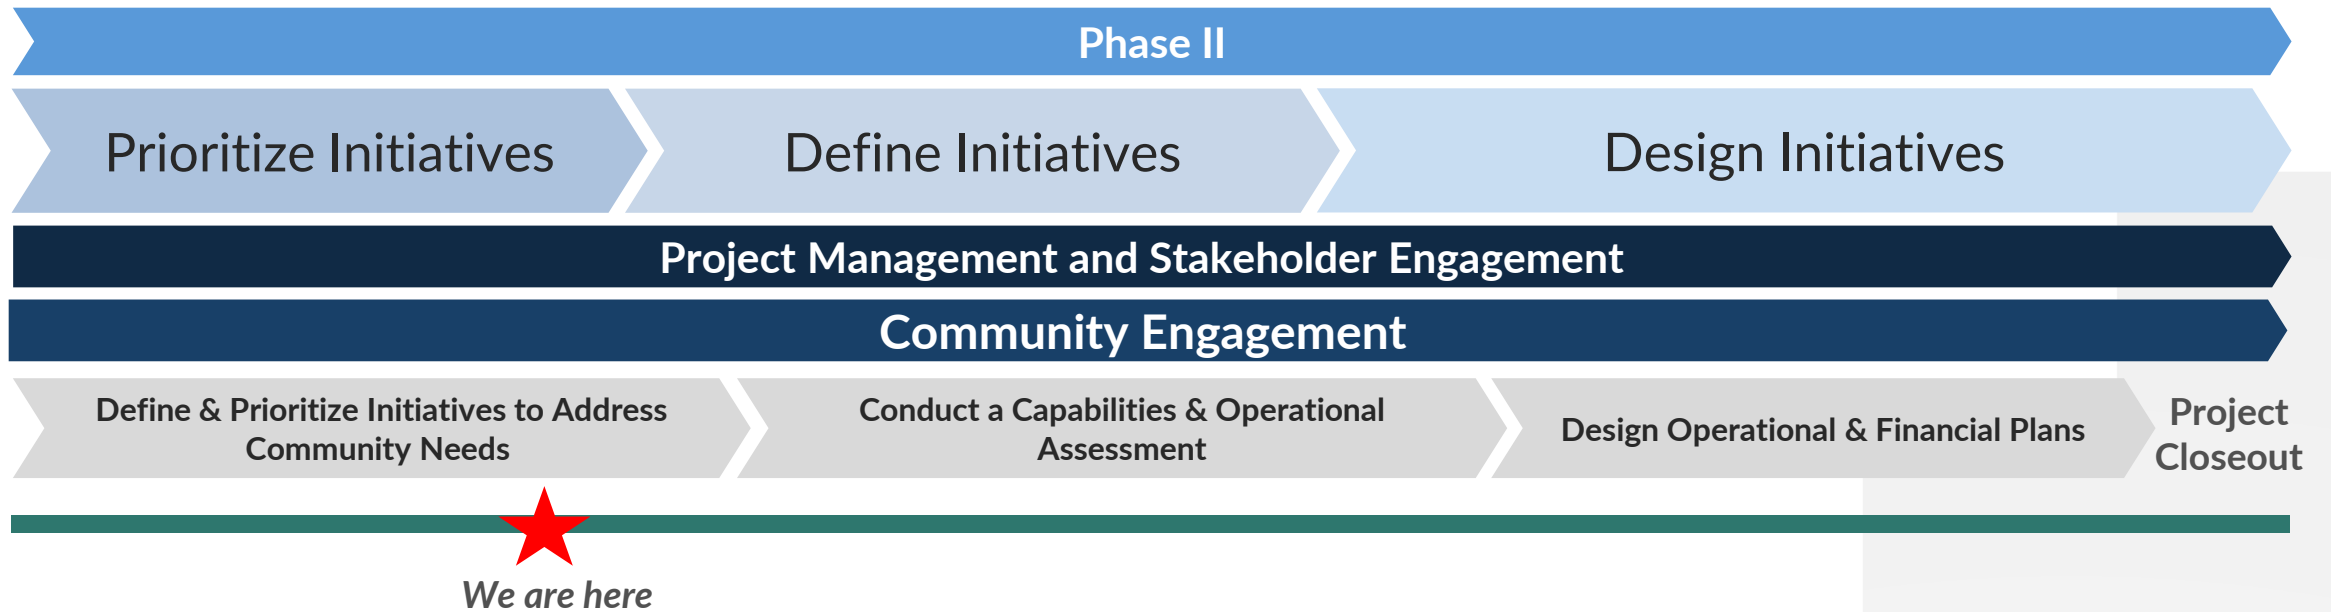 Phase II
Prioritize Initiatives
Define Initiatives
Design Initiatives
Project Management and Stakeholder Engagement
Community Engagement
Define & Prioritize Initiatives to Address
Community Needs
Conduct a Capabilities & Operational
Assessment
Design Operational & Financial Plans
Project
Closeout
We are here